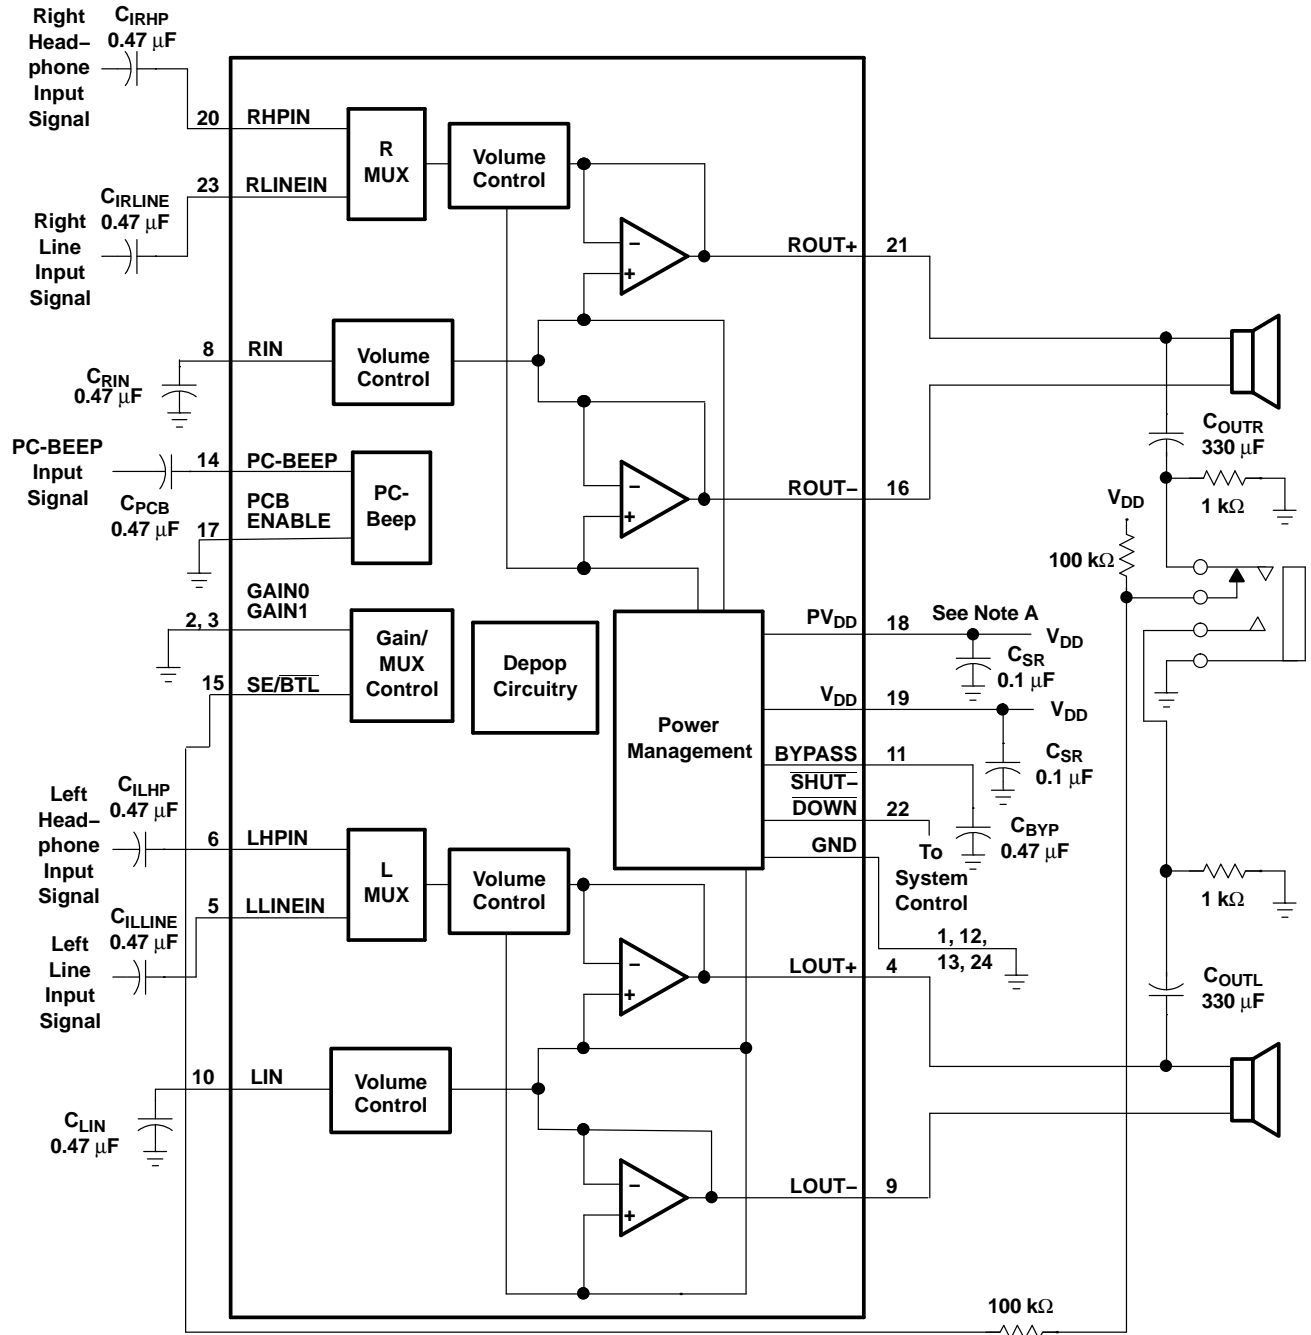 Right
Head–
phone
Input
Signal
CIRHP
0.47 µF
20
RHPIN
R
MUX
Volume
Control
23
RLINEIN
CIRLINE
0.47 µF
Right
Line
Input
Signal
–
+
ROUT+
21
8
RIN
Volume
Control
CRIN
0.47 µF
PC-BEEP
Input
Signal
14
PC-BEEP
CPCB
0.47 µF
17
PCB
ENABLE
PC-
Beep
–
+
ROUT–
16
COUTR
330 µF
1 kΩ
VDD
100 kΩ
GAIN0
GAIN1
2, 3
Gain/
MUX
Control
15
SE/BTL
Depop
Circuitry
Power
Management
PVDD
18
See Note A
VDD
CSR
0.1 µF
VDD
19
VDD
CSR
0.1 µF
BYPASS
11
SHUT–
DOWN
22
CBYP
0.47 µF
GND
To
System
Control
1, 12,
13, 24
1 kΩ
Left
Head–
phone
Input
Signal
CILHP
0.47 µF
6
LHPIN
L
MUX
Volume
Control
5
LLINEIN
CILLINE
0.47 µF
Left
Line
Input
Signal
–
+
LOUT+
4
COUTL
330 µF
10
LIN
Volume
Control
CLIN
0.47 µF
–
+
LOUT–
9
100 kΩ